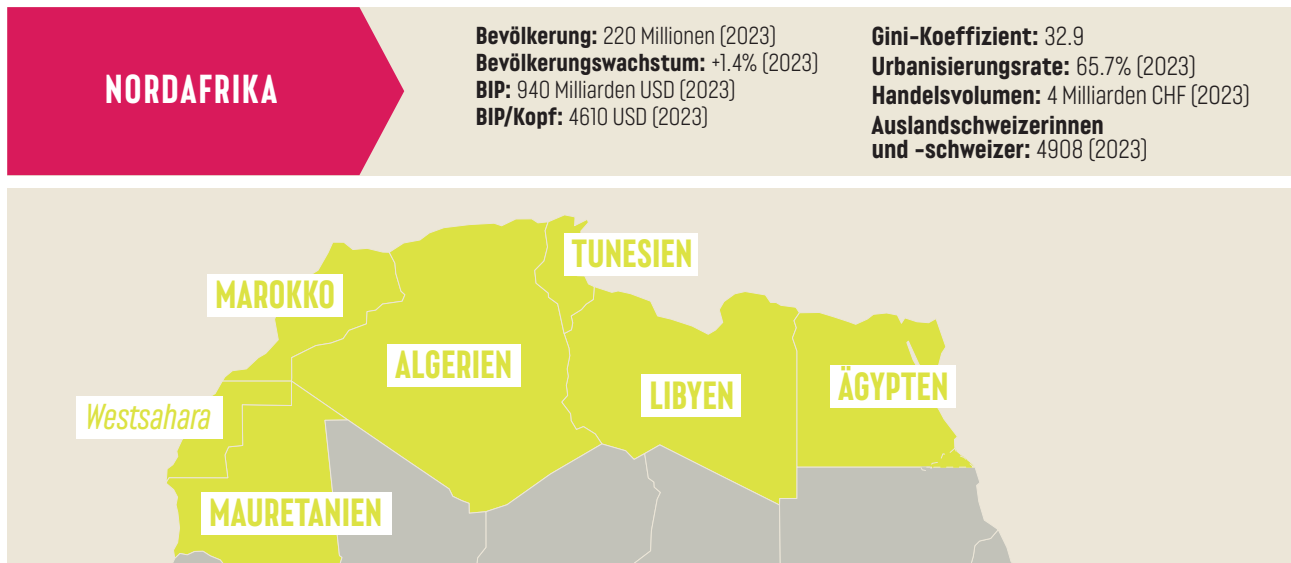 NORDAFRIKA
Bevölkerung: 220 Millionen (2023)
Bevölkerungswachstum: +1.4% (2023)
BIP: 940 Milliarden USD (2023)
BIP/Kopf: 4610 USD (2023)
Gini-Koeffizient: 32.9
Urbanisierungsrate: 65.7% (2023)
Handelsvolumen: 4 Milliarden CHF (2023)
Auslandschweizerinnen
und -schweizer: 4908 (2023)
TUNESIEN
MAROKKO
ALGERIEN
LIBYEN
ÄGYPTEN
Westsahara
MAURETANIEN